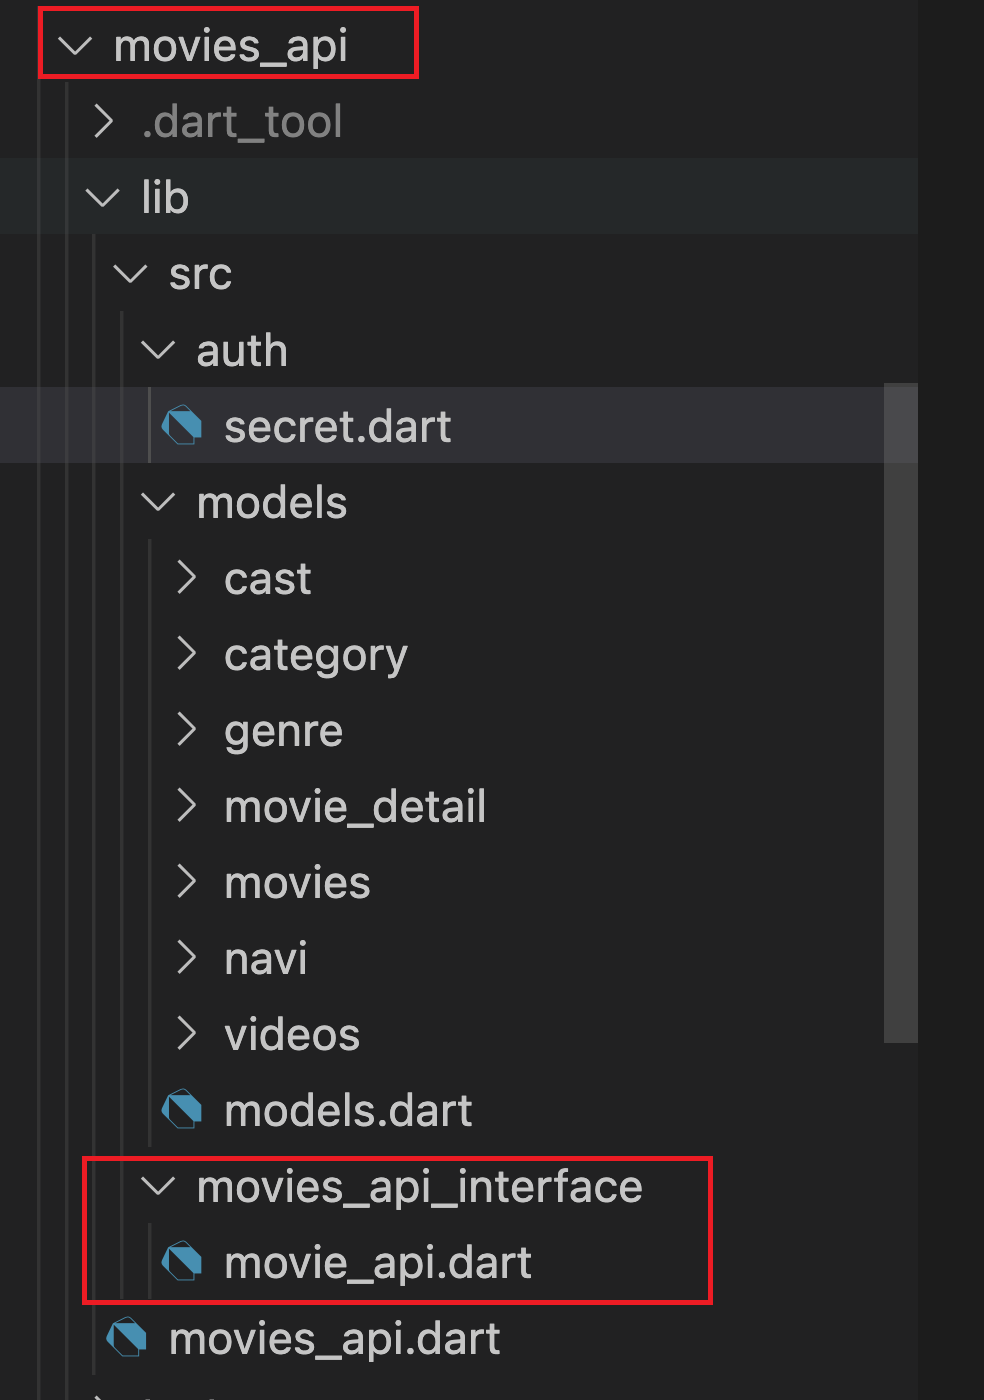 movies_api
.dart_tool
lib
src
auth
secret.dart
models
cast
category
genre
movie_detail
movies
navi
videos
models.dart
movies_api_interface
movie_api.dart
movies_api.dart